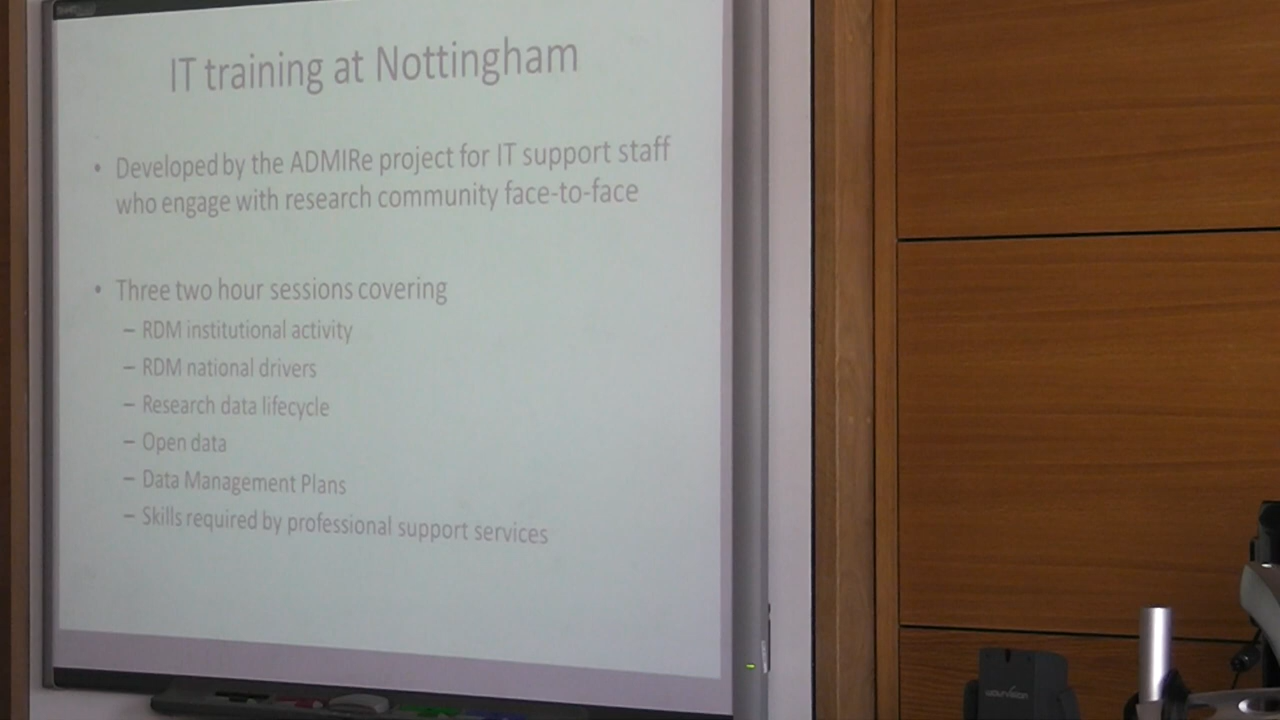 IT training at Nottingham
• Developed by the ADMIRe project for IT support staff
who engage with research community face-to-face
• Three two hour sessions covering
– RDM institutional activity
– RDM national drivers
– Research data lifecycle
– Open data
– Data Management Plans
– Skills required by professional support services
wolfvision